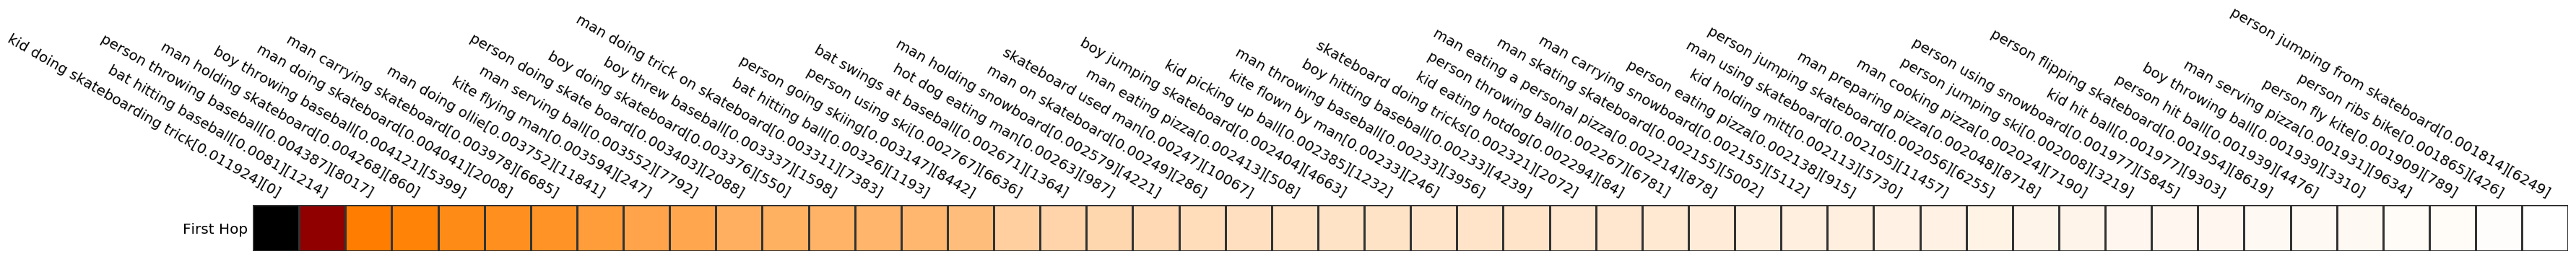 kid doing skateboarding trick[0.011924][0]
bat hitting baseball[0.0081][1214]
person throwing baseball[0.004387][8017]
man holding skateboard[0.004268][860]
boy throwing baseball[0.004121][5399]
man doing skateboard[0.004041][2008]
man carrying skateboard[0.003978][6685]
man doing ollie[0.003752][11841]
kite flying man[0.003594][247]
man serving ball[0.003552][7792]
person doing skate board[0.003403][2088]
boy doing skateboard[0.003376][550]
boy threw baseball[0.003337][1598]
man doing trick on skateboard[0.003311][7383]
bat hitting ball[0.00326][1193]
person going skiing[0.003147][8442]
person using ski[0.002767][6636]
bat swings at baseball[0.002671][1364]
hot dog eating man[0.00263][987]
man holding snowboard[0.002579][4221]
man on skateboard[0.00249][286]
skateboard used man[0.00247][10067]
man eating pizza[0.002413][508]
boy jumping skateboard[0.002404][4663]
kid picking up ball[0.002385][1232]
kite flown by man[0.00233][246]
man throwing baseball[0.00233][3956]
boy hitting baseball[0.00233][4239]
skateboard doing tricks[0.002321][2072]
kid eating hotdog[0.002294][84]
person throwing ball[0.002267][6781]
man eating a personal pizza[0.002214][878]
man skating skateboard[0.002155][5002]
man carrying snowboard[0.002155][5112]
person eating pizza[0.002138][915]
kid holding mitt[0.002113][5730]
man using skateboard[0.002105][11457]
person jumping skateboard[0.002056][6255]
man preparing pizza[0.002048][8718]
man cooking pizza[0.002024][7190]
person jumping ski[0.002008][3219]
person using snowboard[0.001977][5845]
kid hit ball[0.001977][9303]
person flipping skateboard[0.001954][8619]
person hit ball[0.001939][4476]
boy throwing ball[0.001939][3310]
man serving pizza[0.001931][9634]
person fly kite[0.001909][789]
person ribs bike[0.001865][426]
person jumping from skateboard[0.001814][6249]
First Hop